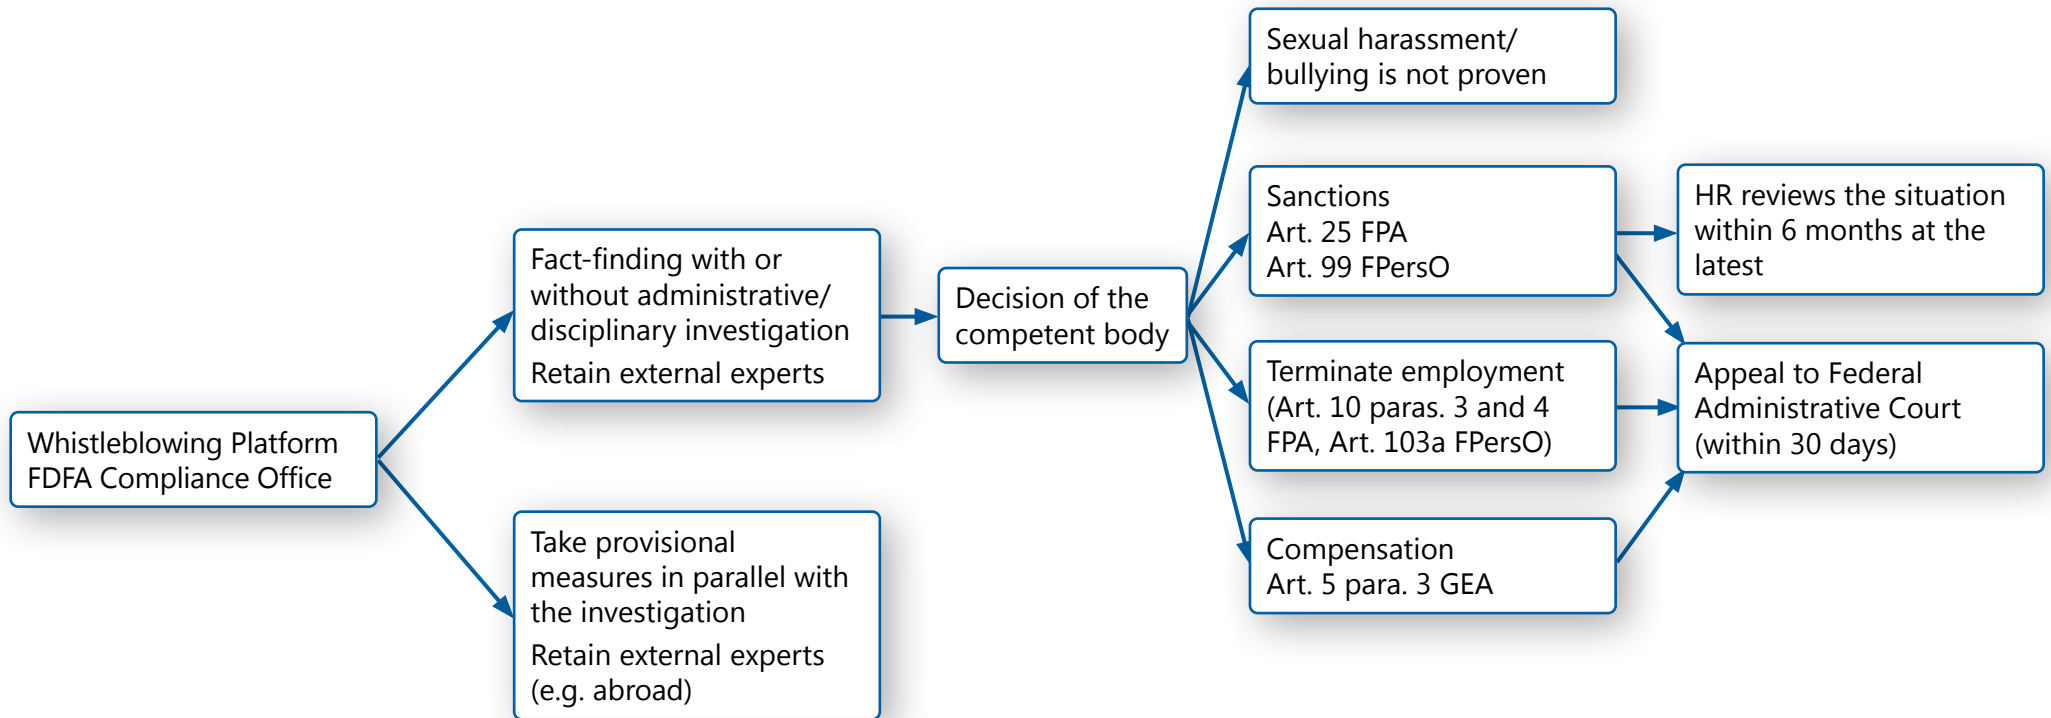 Whistleblowing Platform
FDFA Compliance Office
Fact-finding with or
without administrative/
disciplinary investigation
Retain external experts
Take provisional
measures in parallel with
the investigation
Retain external experts
(e.g. abroad)
Decision of the
competent body
Sexual harassment/
bullying is not proven
Sanctions
Art. 25 FPA
Art. 99 FPersO
Terminate employment
(Art. 10 paras. 3 and 4
FPA, Art. 103a FPersO)
Compensation
Art. 5 para. 3 GEA
HR reviews the situation
within 6 months at the
latest
Appeal to Federal
Administrative Court
(within 30 days)